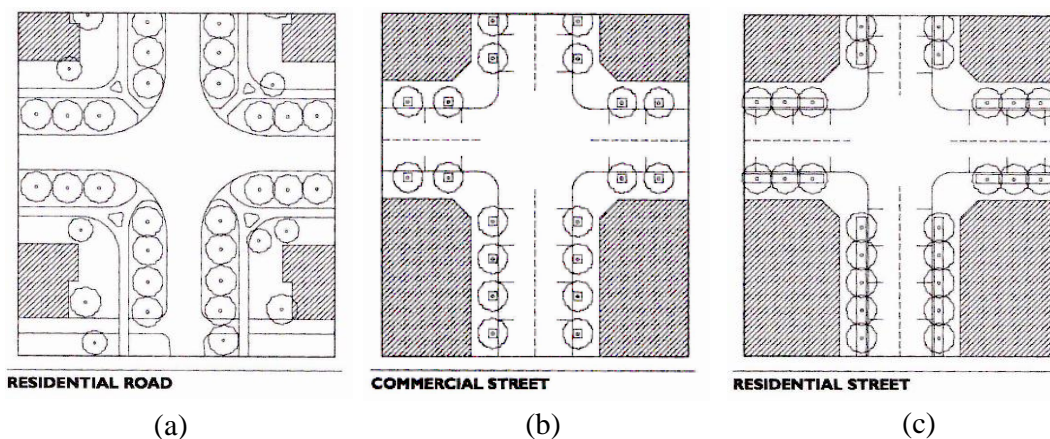 RESIDENTIAL ROAD
COMMERCIAL STREET
RESIDENTIAL STREET
(a)
(b)
(c)